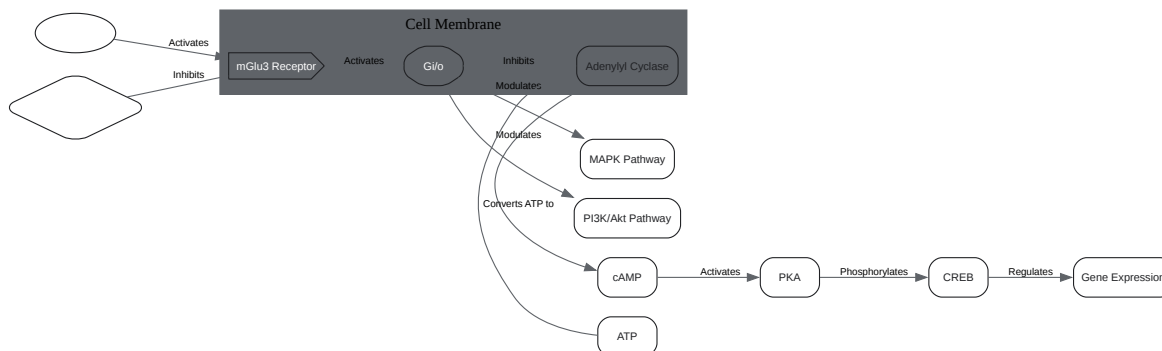 Cell Membrane
Activates
mGlu3 Receptor
Activates
Gi/o
Inhibits
Adenylyl Cyclase
Inhibits
Modulates
Modulates
MAPK Pathway
Converts ATP to
PI3K/Akt Pathway
cAMP
Activates
PKA
Phosphorylates
CREB
Regulates
Gene Expression
ATP